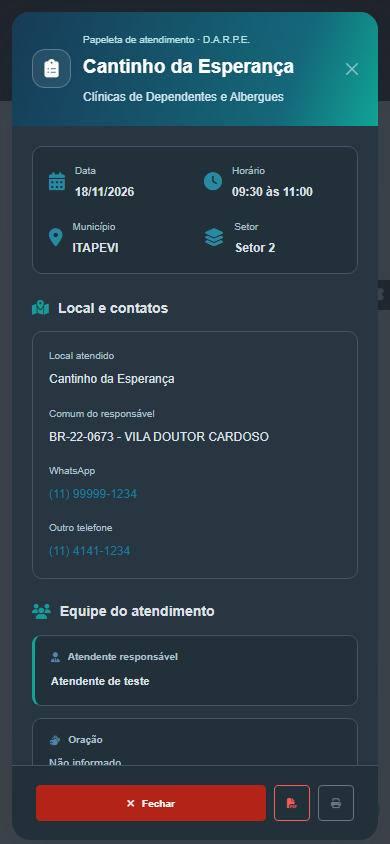 Papeleta de atendimento · D.A.R.P.E.
Cantinho da Esperança
Clínicas de Dependentes e Albergues
Data
18/11/2026
Horário
09:30 às 11:00
Município
ITAPEVI
Setor
Setor 2
Local e contatos
Local atendido
Cantinho da Esperança
Comum do responsável
BR-22-0673 - VILA DOUTOR CARDOSO
WhatsApp
(11) 99999-1234
Outro telefone
(11) 4141-1234
Equipe do atendimento
Atendente responsável
Atendente de teste
Oração
Não informado
Fechar
PDF